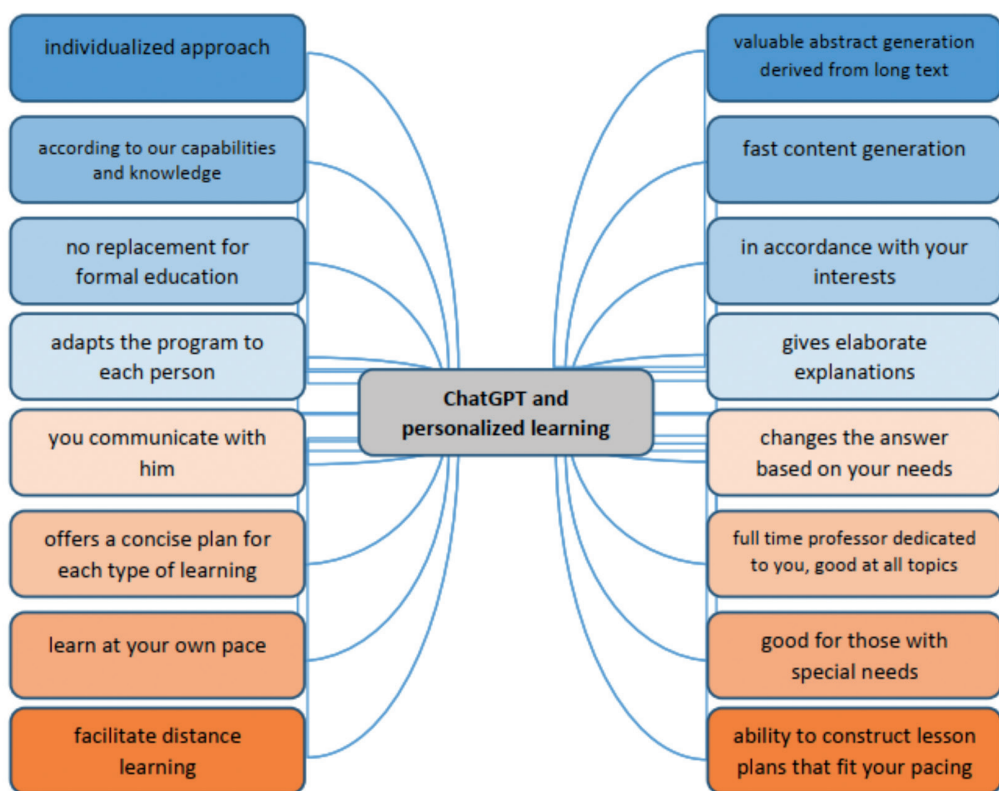 individualized approach
according to our capabilities
and knowledge
no replacement for
formal education
adapts the program to
each person
you communicate with
him
offers a concise plan for
each type of learning
learn at your own pace
facilitate distance
learning
ChatGPT and
personalized learning
valuable abstract generation
derived from long text
fast content generation
in accordance with your
interests
gives elaborate
explanations
changes the answer
based on your needs
full time professor dedicated
to you, good at all topics
good for those with
special needs
ability to construct lesson
plans that fit your pacing